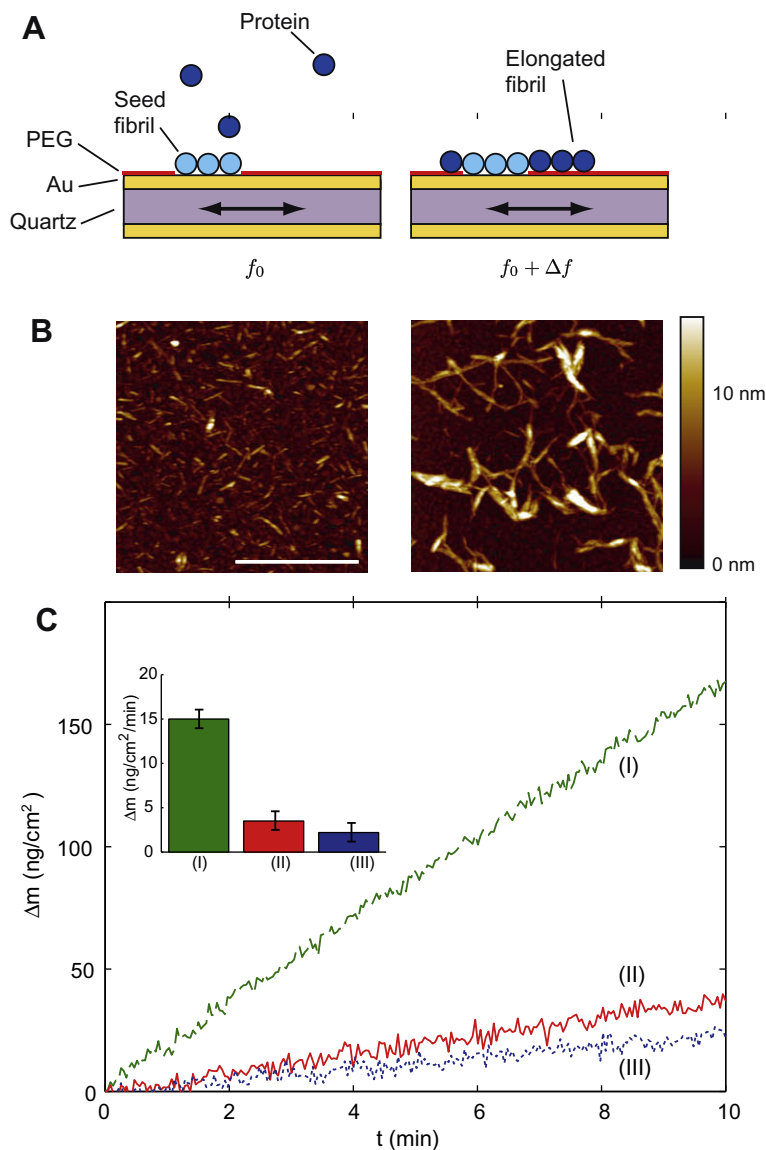 A
Protein
Seed
fibril
Elongated
fibril
PEG
Au
Quartz
f0
f0 + Δf
B
10 nm
0 nm
C
20
15
10
5
0
Δm (ng/cm²/min)
(I)
(II)
(III)
150
100
50
0
Δm (ng/cm²)
(I)
(II)
(III)
0
2
4
6
8
10
t (min)